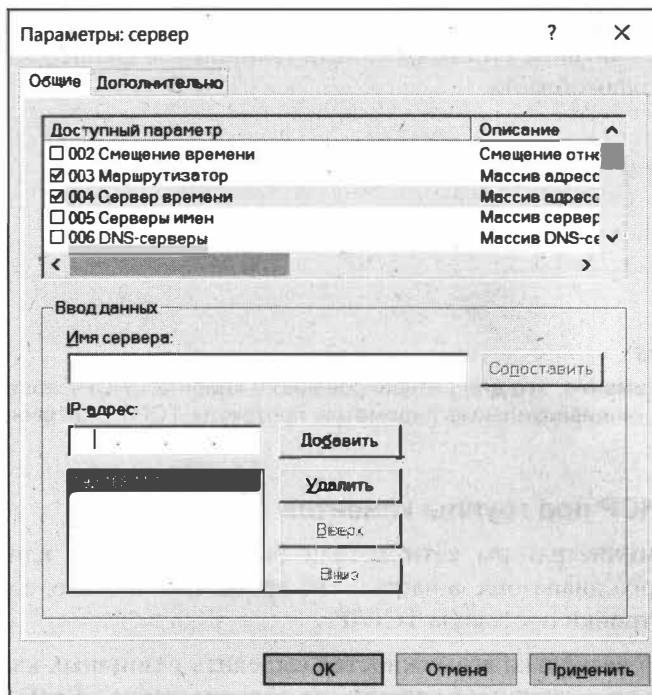 Параметры: сервер ? ×
Общие Дополнительно
Доступный параметр Описание
002 Смещение времени Смещение отнс
003 Маршрутизатор Массив адресс
004 Сервер времени Массив адресс
005 Серверы имен Массив сервер
006 DNS-серверы Массив DNS-се
Ввод данных
Имя сервера:
Сопоставить
IP-адрес:
Добавить
Удалить
Вверх
Вниз
ОК Отмена Применить